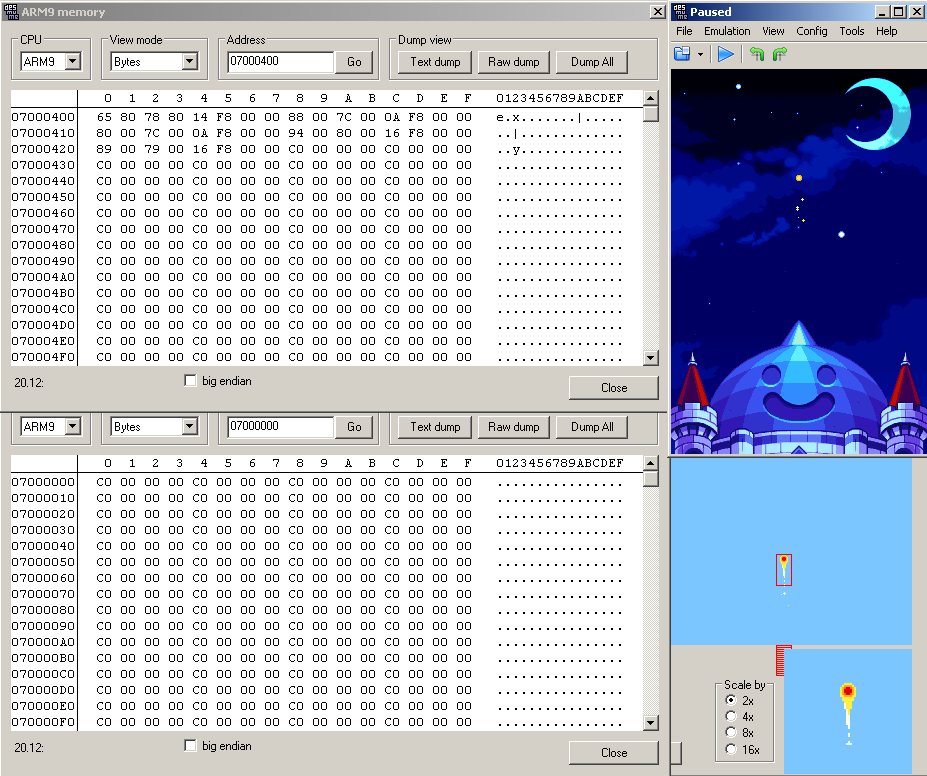 ARM9 memory
CPU View mode Address Dump view
ARM9 Bytes 07000400 Go Text dump Raw dump Dump All
0 1 2 3 4 5 6 7 8 9 A B C D E F 0123456789ABCDEF
07000400 65 80 78 80 14 F8 00 00 88 00 7C 00 0A F8 00 00 e.x.......|.....
07000410 80 00 7C 00 0A F8 00 00 94 00 80 00 16 F8 00 00 ..|.............
07000420 89 00 79 00 16 F8 00 00 C0 00 00 00 C0 00 00 00 ..y.............
07000430 C0 00 00 00 C0 00 00 00 C0 00 00 00 C0 00 00 00 ................
07000440 C0 00 00 00 C0 00 00 00 C0 00 00 00 C0 00 00 00 ................
07000450 C0 00 00 00 C0 00 00 00 C0 00 00 00 C0 00 00 00 ................
07000460 C0 00 00 00 C0 00 00 00 C0 00 00 00 C0 00 00 00 ................
07000470 C0 00 00 00 C0 00 00 00 C0 00 00 00 C0 00 00 00 ................
07000480 C0 00 00 00 C0 00 00 00 C0 00 00 00 C0 00 00 00 ................
07000490 C0 00 00 00 C0 00 00 00 C0 00 00 00 C0 00 00 00 ................
070004A0 C0 00 00 00 C0 00 00 00 C0 00 00 00 C0 00 00 00 ................
070004B0 C0 00 00 00 C0 00 00 00 C0 00 00 00 C0 00 00 00 ................
070004C0 C0 00 00 00 C0 00 00 00 C0 00 00 00 C0 00 00 00 ................
070004D0 C0 00 00 00 C0 00 00 00 C0 00 00 00 C0 00 00 00 ................
070004E0 C0 00 00 00 C0 00 00 00 C0 00 00 00 C0 00 00 00 ................
070004F0 C0 00 00 00 C0 00 00 00 C0 00 00 00 C0 00 00 00 ................
20.12: big endian Close
ARM9 Bytes 07000000 Go Text dump Raw dump Dump All
0 1 2 3 4 5 6 7 8 9 A B C D E F 0123456789ABCDEF
07000000 C0 00 00 00 C0 00 00 00 C0 00 00 00 C0 00 00 00 ................
07000010 C0 00 00 00 C0 00 00 00 C0 00 00 00 C0 00 00 00 ................
07000020 C0 00 00 00 C0 00 00 00 C0 00 00 00 C0 00 00 00 ................
07000030 C0 00 00 00 C0 00 00 00 C0 00 00 00 C0 00 00 00 ................
07000040 C0 00 00 00 C0 00 00 00 C0 00 00 00 C0 00 00 00 ................
07000050 C0 00 00 00 C0 00 00 00 C0 00 00 00 C0 00 00 00 ................
07000060 C0 00 00 00 C0 00 00 00 C0 00 00 00 C0 00 00 00 ................
07000070 C0 00 00 00 C0 00 00 00 C0 00 00 00 C0 00 00 00 ................
07000080 C0 00 00 00 C0 00 00 00 C0 00 00 00 C0 00 00 00 ................
07000090 C0 00 00 00 C0 00 00 00 C0 00 00 00 C0 00 00 00 ................
070000A0 C0 00 00 00 C0 00 00 00 C0 00 00 00 C0 00 00 00 ................
070000B0 C0 00 00 00 C0 00 00 00 C0 00 00 00 C0 00 00 00 ................
070000C0 C0 00 00 00 C0 00 00 00 C0 00 00 00 C0 00 00 00 ................
070000D0 C0 00 00 00 C0 00 00 00 C0 00 00 00 C0 00 00 00 ................
070000E0 C0 00 00 00 C0 00 00 00 C0 00 00 00 C0 00 00 00 ................
070000F0 C0 00 00 00 C0 00 00 00 C0 00 00 00 C0 00 00 00 ................
20.12: big endian Close
Paused
File Emulation View Config Tools Help
Scale by
2x
4x
8x
16x